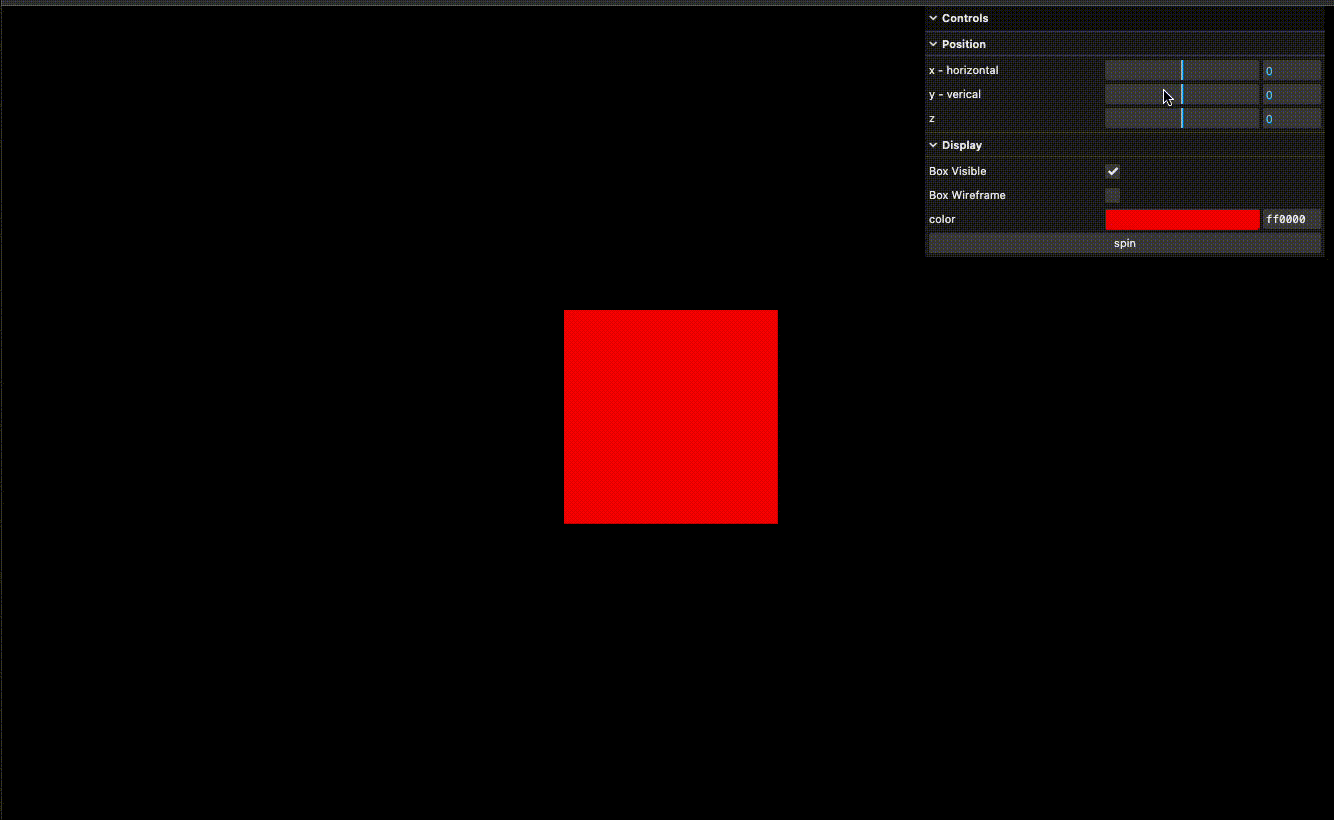 Controls
Position
x - horizontal 0
y - verical 0
z 0
Display
Box Visible
Box Wireframe
color ff0000
spin